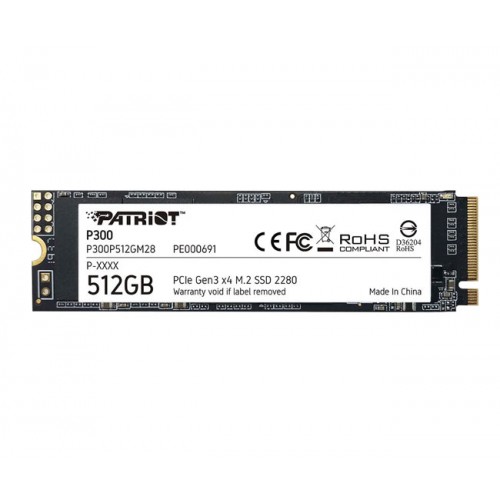 PATRIOT
P300
P300P512GM28 PE000691
P-XXXX
512GB
PCIe Gen3 x4 M.2 SSD 2280
Warranty void if label removed
CE FC RoHS
COMPLIANT
D36204
RoHS
Made In China